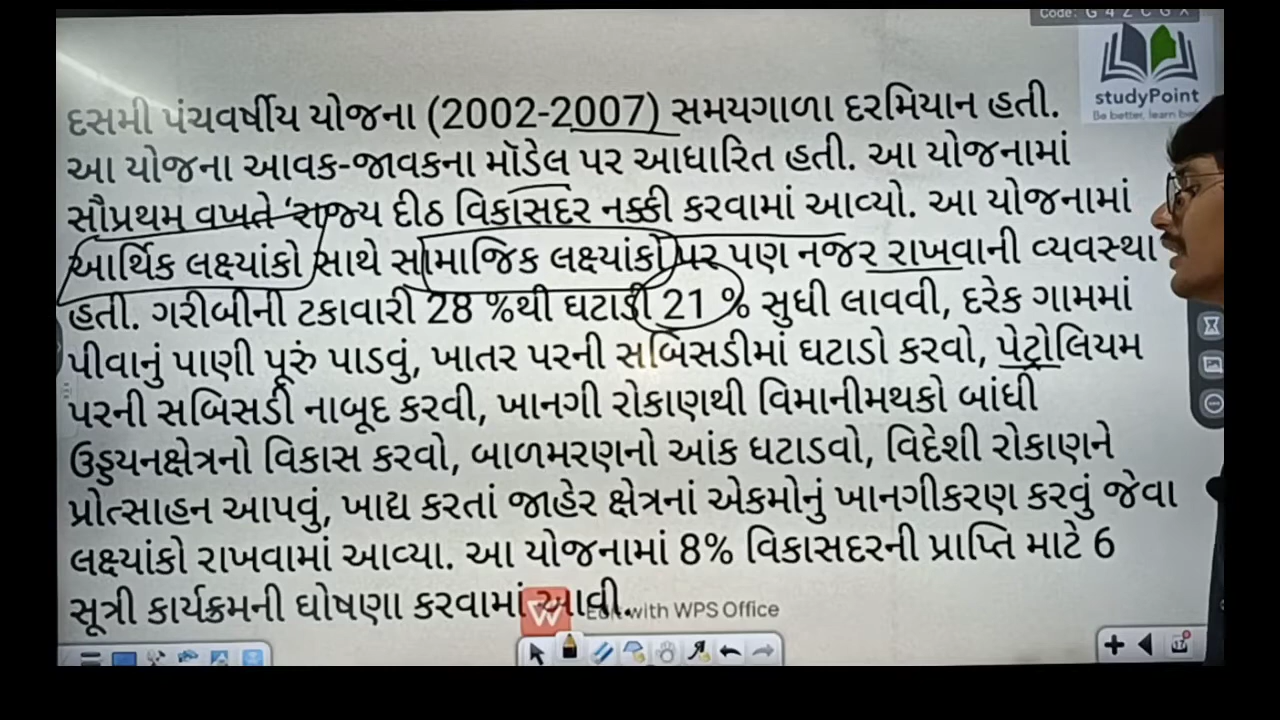 Code: G 4 Z C G X
studyPoint
Be better, learn be
દસમી પંચવર્ષીય યોજના (2002-2007) સમયગાળા દરમિયાન હતી.
આ યોજના આવક-જાવકના મૉડેલ પર આધારિત હતી. આ યોજનામાં
સૌપ્રથમ વખતે ‘રાજ્ય દીઠ વિકાસદર નક્કી કરવામાં આવ્યો. આ યોજનામાં
આર્થિક લક્ષ્યાંકો સાથે સામાજિક લક્ષ્યાંકો પર પણ નજર રાખવાની વ્યવસ્થા
હતી. ગરીબીની ટકાવારી 28 %થી ઘટાડી 21 % સુધી લાવવી, દરેક ગામમાં
પીવાનું પાણી પૂરું પાડવું, ખાતર પરની સબિસડીમાં ઘટાડો કરવો, પેટ્રોલિયમ
પરની સબિસડી નાબૂદ કરવી, ખાનગી રોકાણથી વિમાનીમથકો બાંધી
ઉડ્ડયનક્ષેત્રનો વિકાસ કરવો, બાળમરણનો આંક ઘટાડવો, વિદેશી રોકાણને
પ્રોત્સાહન આપવું, ખાદ્ય કરતાં જાહેર ક્ષેત્રનાં એકમોનું ખાનગીકરણ કરવું જેવા
લક્ષ્યાંકો રાખવામાં આવ્યા. આ યોજનામાં 8% વિકાસદરની પ્રાપ્તિ માટે 6
સૂત્રી કાર્યક્રમની ઘોષણા કરવામાં આવી.
with WPS Office